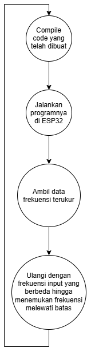 Compile
code yang
telah dibuat
Jalankan
programnya
di ESP32
Ambil data
frekuensi terukur
Ulangi dengan
frekuensi input yang
berbeda hingga
menemukan frekuensi
melewati batas